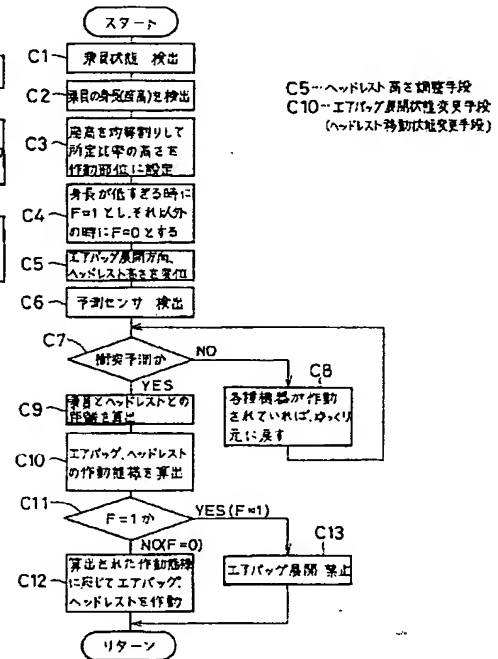 スタート
C1
乗員状態 検出
C2
乗員の身長(座高)を検出
C3
座高を均等割りして
所定比率の高さを
作動部位に設定
C4
身長が低すぎる時に
F=1とし、それ以外
の時にF=0とする
C5
エアバッグ展開方向、
ヘッドレスト高さを変位
C6
予測センサ 検出
C7
衝突予測か
NO
YES
C8
各種機器が作動
されていれば、ゆっくり
元に戻す
C9
乗員とヘッドレストとの
距離を算出
C10
エアバッグ、ヘッドレスト
の作動態様を算出
C11
F=1か
YES(F=1)
NO(F=0)
C12
算出された作動態様
に応じてエアバッグ、
ヘッドレストを作動
C13
エアバッグ展開 禁止
リターン
C5…ヘッドレスト高さ調整手段
C10…エアバッグ展開状態変更手段
(ヘッドレスト移動状態変更手段)